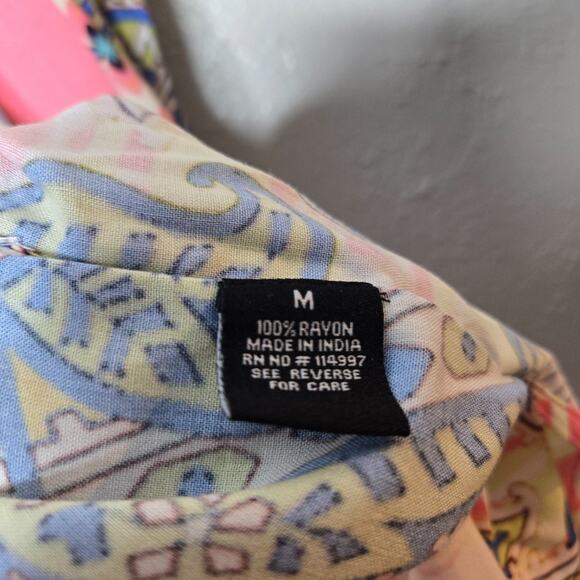 M
100% RAYON
MADE IN INDIA
RN NO # 114997
SEE REVERSE
FOR CARE